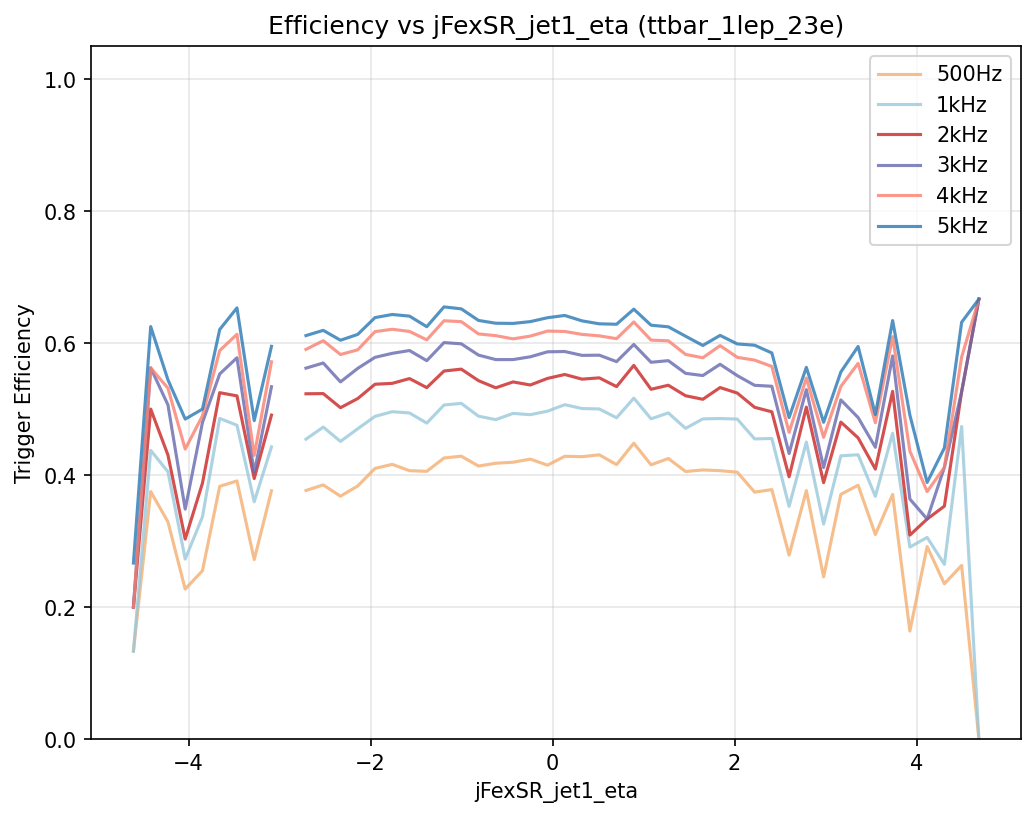 Efficiency vs jFexSR_jet1_eta (ttbar_1lep_23e)
500Hz
1kHz
2kHz
3kHz
4kHz
5kHz
Trigger Efficiency
1.0
0.8
0.6
0.4
0.2
0.0
−4
−2
0
2
4
jFexSR_jet1_eta